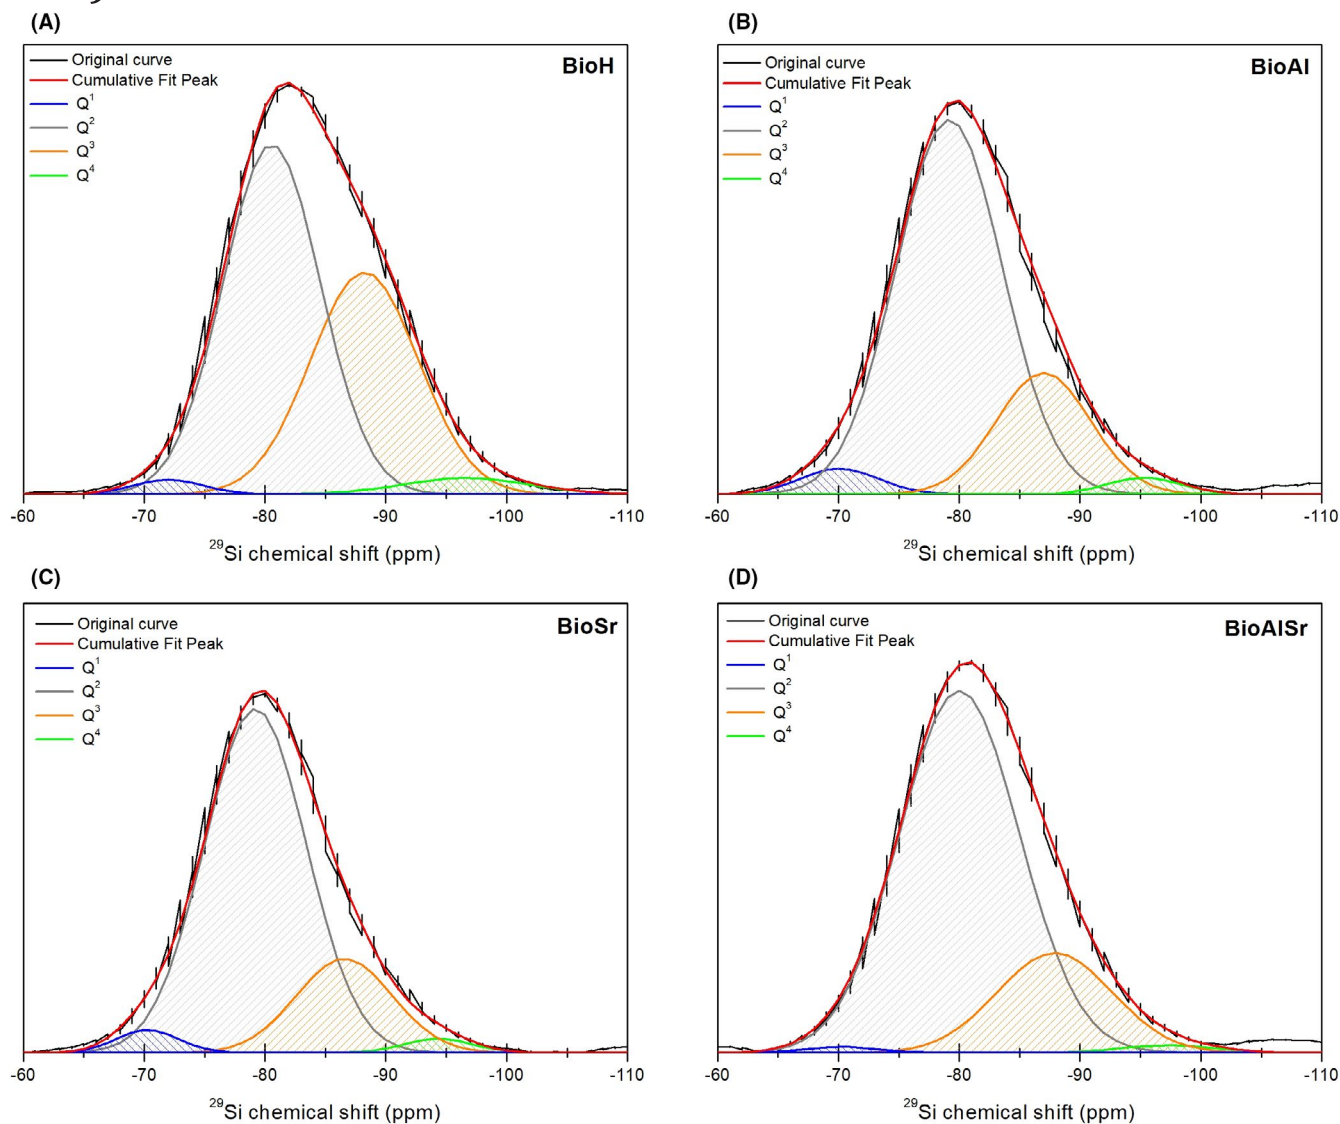 (A)
BioH
Original curve
Cumulative Fit Peak
Q1
Q2
Q3
Q4
-60 -70 -80 -90 -100 -110
29Si chemical shift (ppm)
(B)
BioAl
Original curve
Cumulative Fit Peak
Q1
Q2
Q3
Q4
-60 -70 -80 -90 -100 -110
29Si chemical shift (ppm)
(C)
BioSr
Original curve
Cumulative Fit Peak
Q1
Q2
Q3
Q4
-60 -70 -80 -90 -100 -110
29Si chemical shift (ppm)
(D)
BioAlSr
Original curve
Cumulative Fit Peak
Q1
Q2
Q3
Q4
-60 -70 -80 -90 -100 -110
29Si chemical shift (ppm)